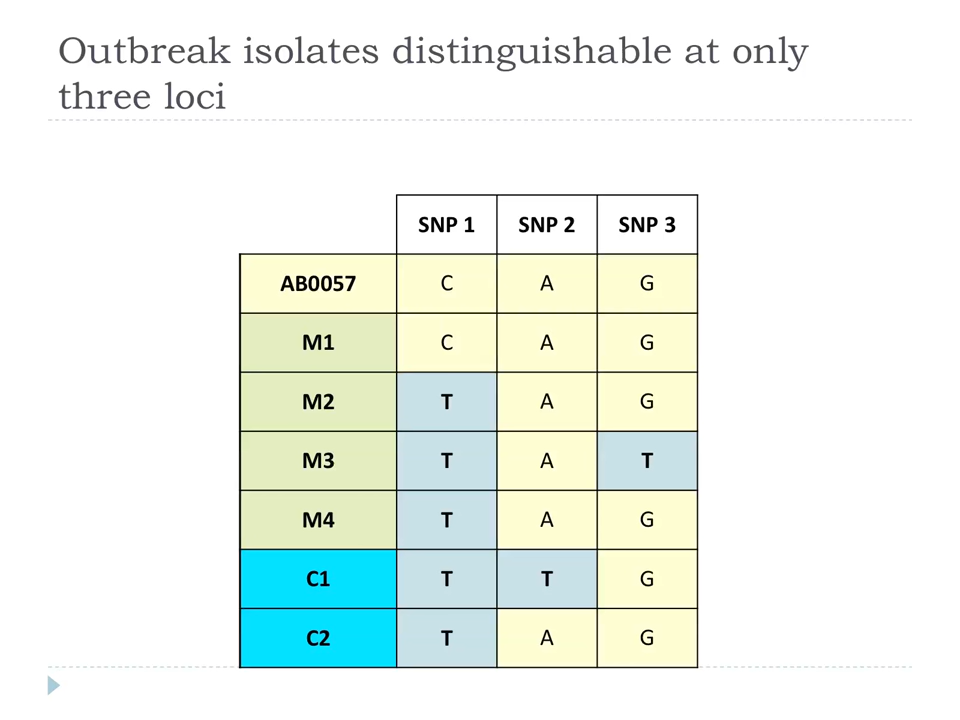 Outbreak isolates distinguishable at only
three loci
SNP 1 SNP 2 SNP 3
AB0057 C A G
M1 C A G
M2 T A G
M3 T A T
M4 T A G
C1 T T G
C2 T A G